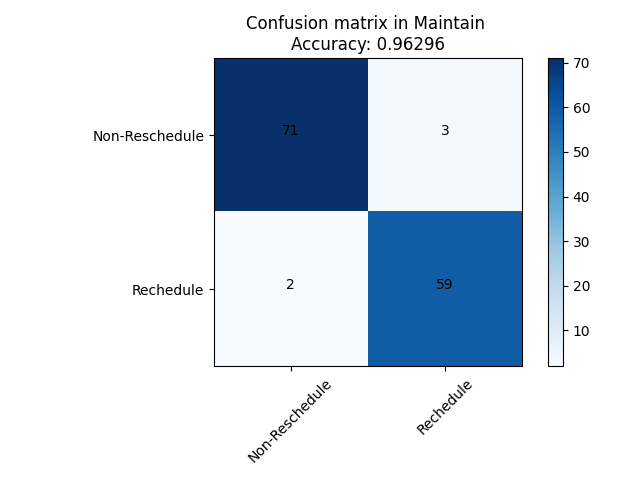 Confusion matrix in Maintain
Accuracy: 0.96296
Non-Reschedule
71
3
Rechedule
2
59
Non-Reschedule
Rechedule
70
60
50
40
30
20
10